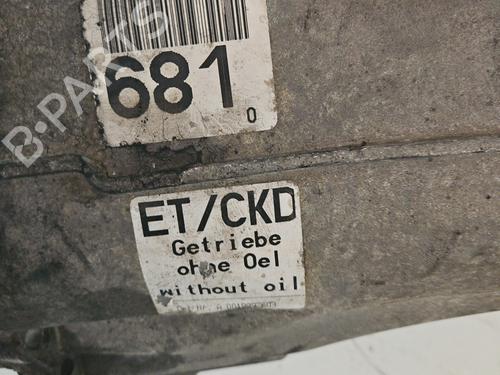 681
0
B-PARTS
ET/CKD
Getriebe
ohne Oel
without oil